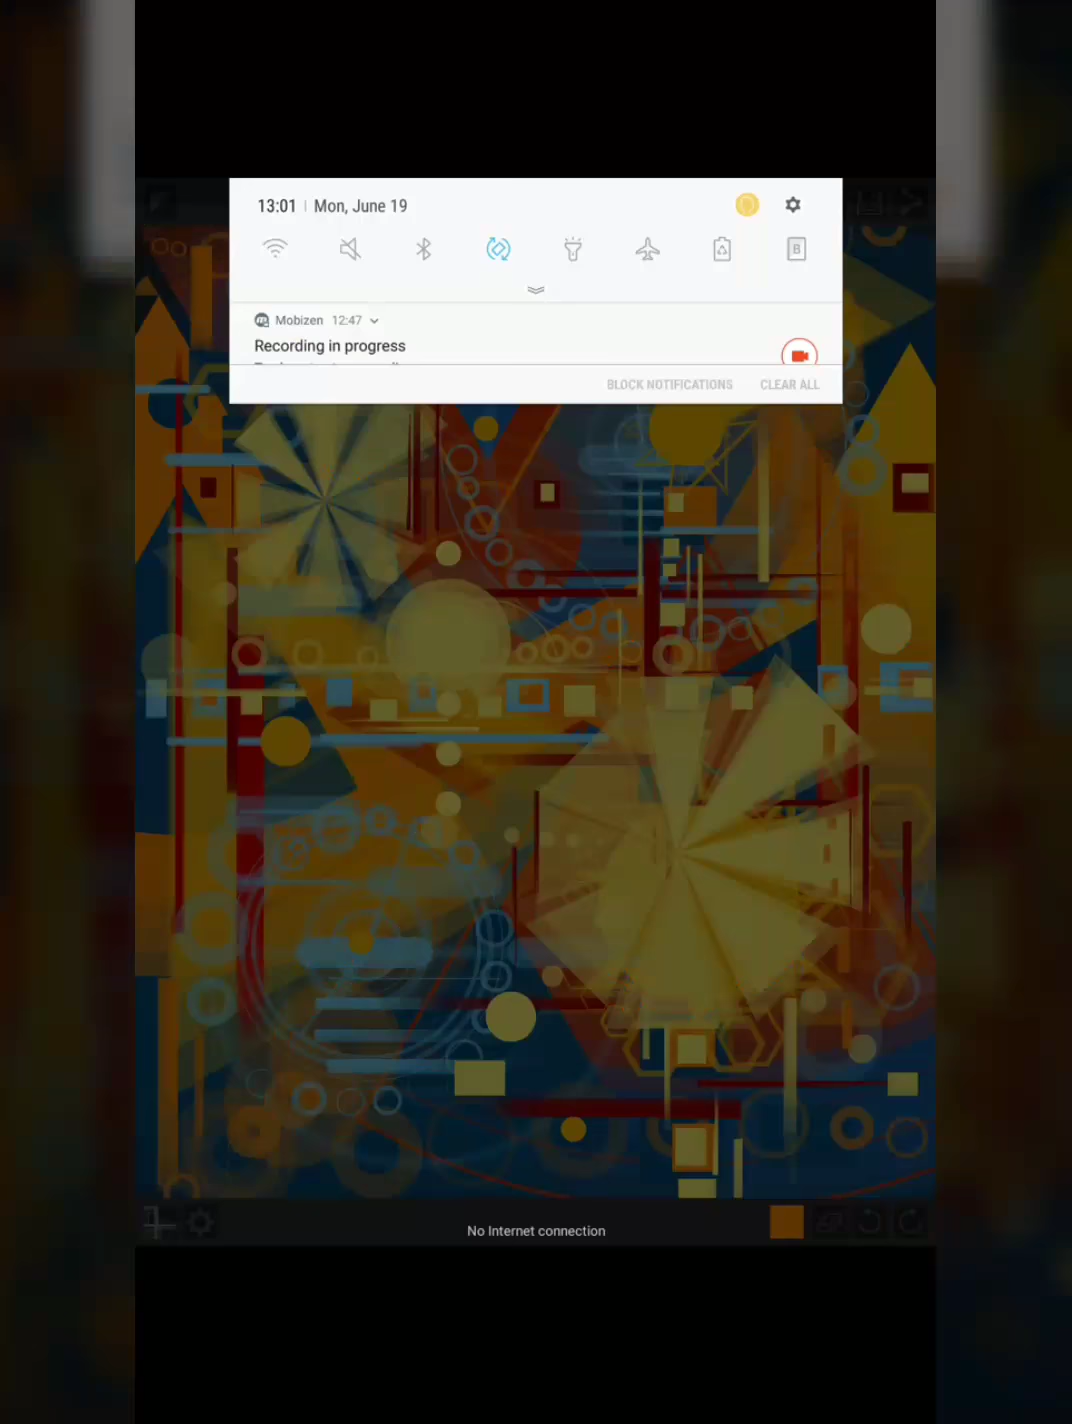 13:01 | Mon, June 19
B
Mobizen 12:47
Recording in progress
BLOCK NOTIFICATIONS CLEAR ALL
No Internet connection